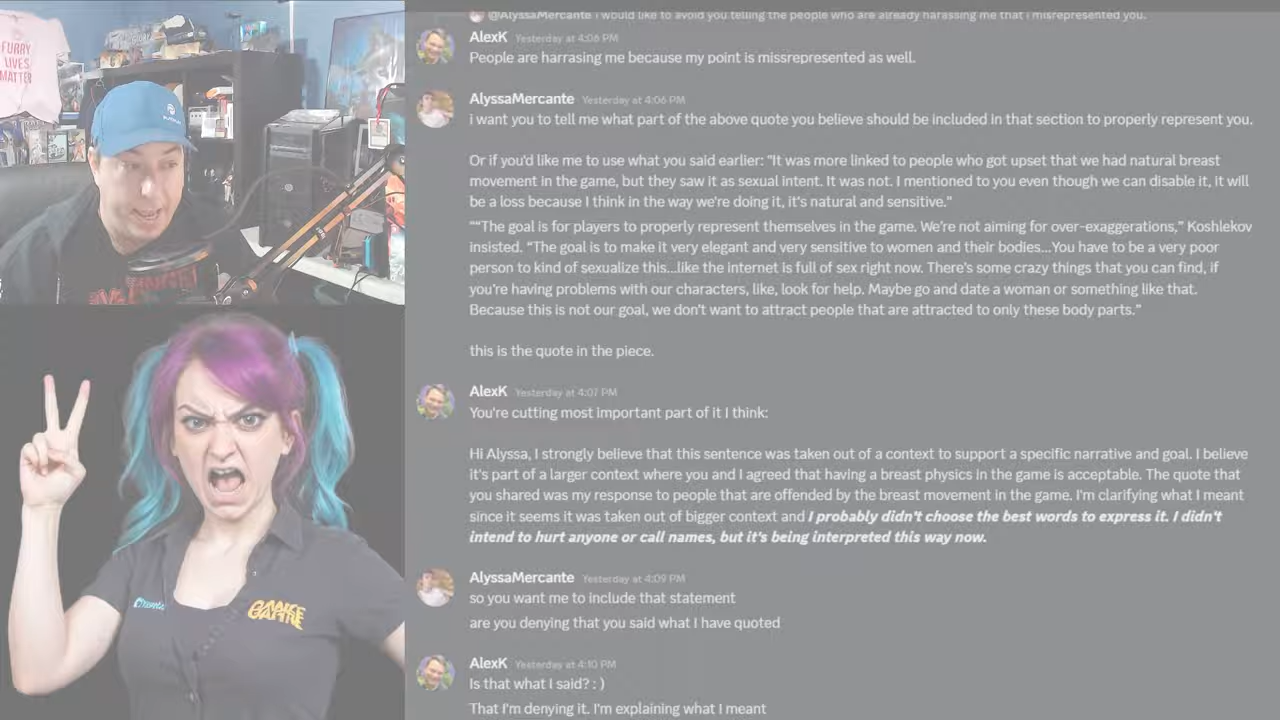 FURRY
LIVES
MATTER
@AlyssaMercante i would like to avoid you telling the people who are already harassing me that i misrepresented you.
AlexK Yesterday at 4:06 PM
People are harrasing me because my point is missrepresented as well.
AlyssaMercante Yesterday at 4:06 PM
i want you to tell me what part of the above quote you believe should be included in that section to properly represent you.
Or if you'd like me to use what you said earlier: "It was more linked to people who got upset that we had natural breast
movement in the game, but they saw it as sexual intent. It was not. I mentioned to you even though we can disable it, it will
be a loss because I think in the way we're doing it, it's natural and sensitive."
""The goal is for players to properly represent themselves in the game. We're not aiming for over-exaggerations," Koshlekov
insisted. "The goal is to make it very elegant and very sensitive to women and their bodies...You have to be a very poor
person to kind of sexualize this...like the internet is full of sex right now. There's some crazy things that you can find, if
you're having problems with our characters, like, look for help. Maybe go and date a woman or something like that.
Because this is not our goal, we don't want to attract people that are attracted to only these body parts."
this is the quote in the piece.
AlexK Yesterday at 4:07 PM
You're cutting most important part of it I think:
Hi Alyssa, I strongly believe that this sentence was taken out of a context to support a specific narrative and goal. I believe
it's part of a larger context where you and I agreed that having a breast physics in the game is acceptable. The quote that
you shared was my response to people that are offended by the breast movement in the game. I'm clarifying what I meant
since it seems it was taken out of bigger context and I probably didn't choose the best words to express it. I didn't
intend to hurt anyone or call names, but it's being interpreted this way now.
AlyssaMercante Yesterday at 4:09 PM
so you want me to include that statement
are you denying that you said what I have quoted
AlexK Yesterday at 4:10 PM
Is that what I said? : )
That I'm denying it. I'm explaining what I meant